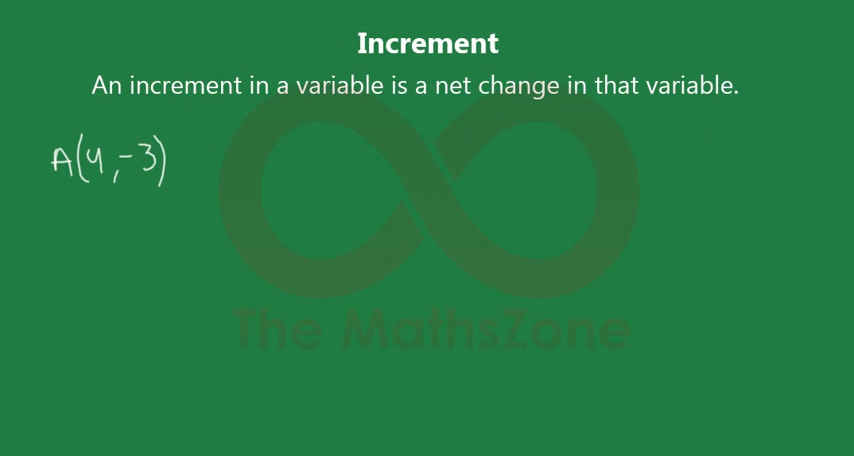 Increment
An increment in a variable is a net change in that variable.
A(4,-3)
The MathsZone